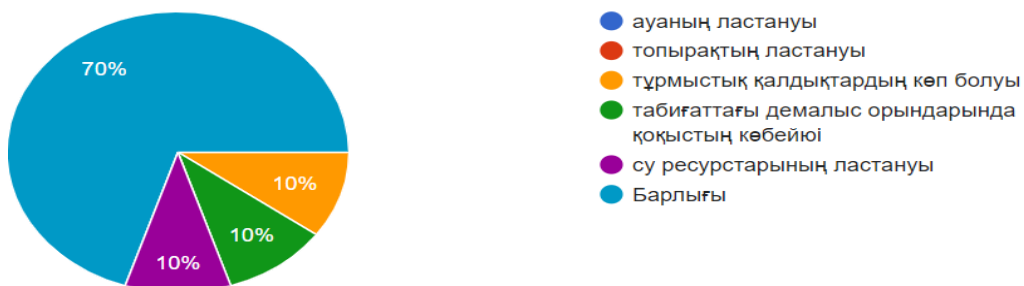 70%
10%
10%
10%
ауаның ластануы
топырақтың ластануы
тұрмыстық қалдықтардың көп болуы
табиғаттағы демалыс орындарында
қоқыстың көбейюі
су ресурстарының ластануы
Барлығы